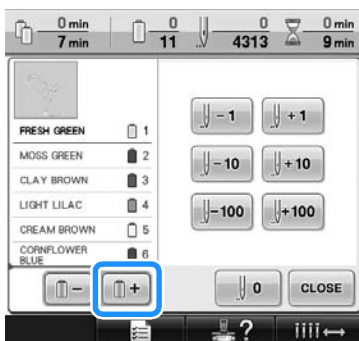 0 min
7 min
0
11
0
4313
0 min
9 min
FRESH GREEN 1
MOSS GREEN 2
CLAY BROWN 3
LIGHT LILAC 4
CREAM BROWN 5
CORNFLOWER
BLUE 6
-1 +1
-10 +10
-100 +100
- + 0 CLOSE
?